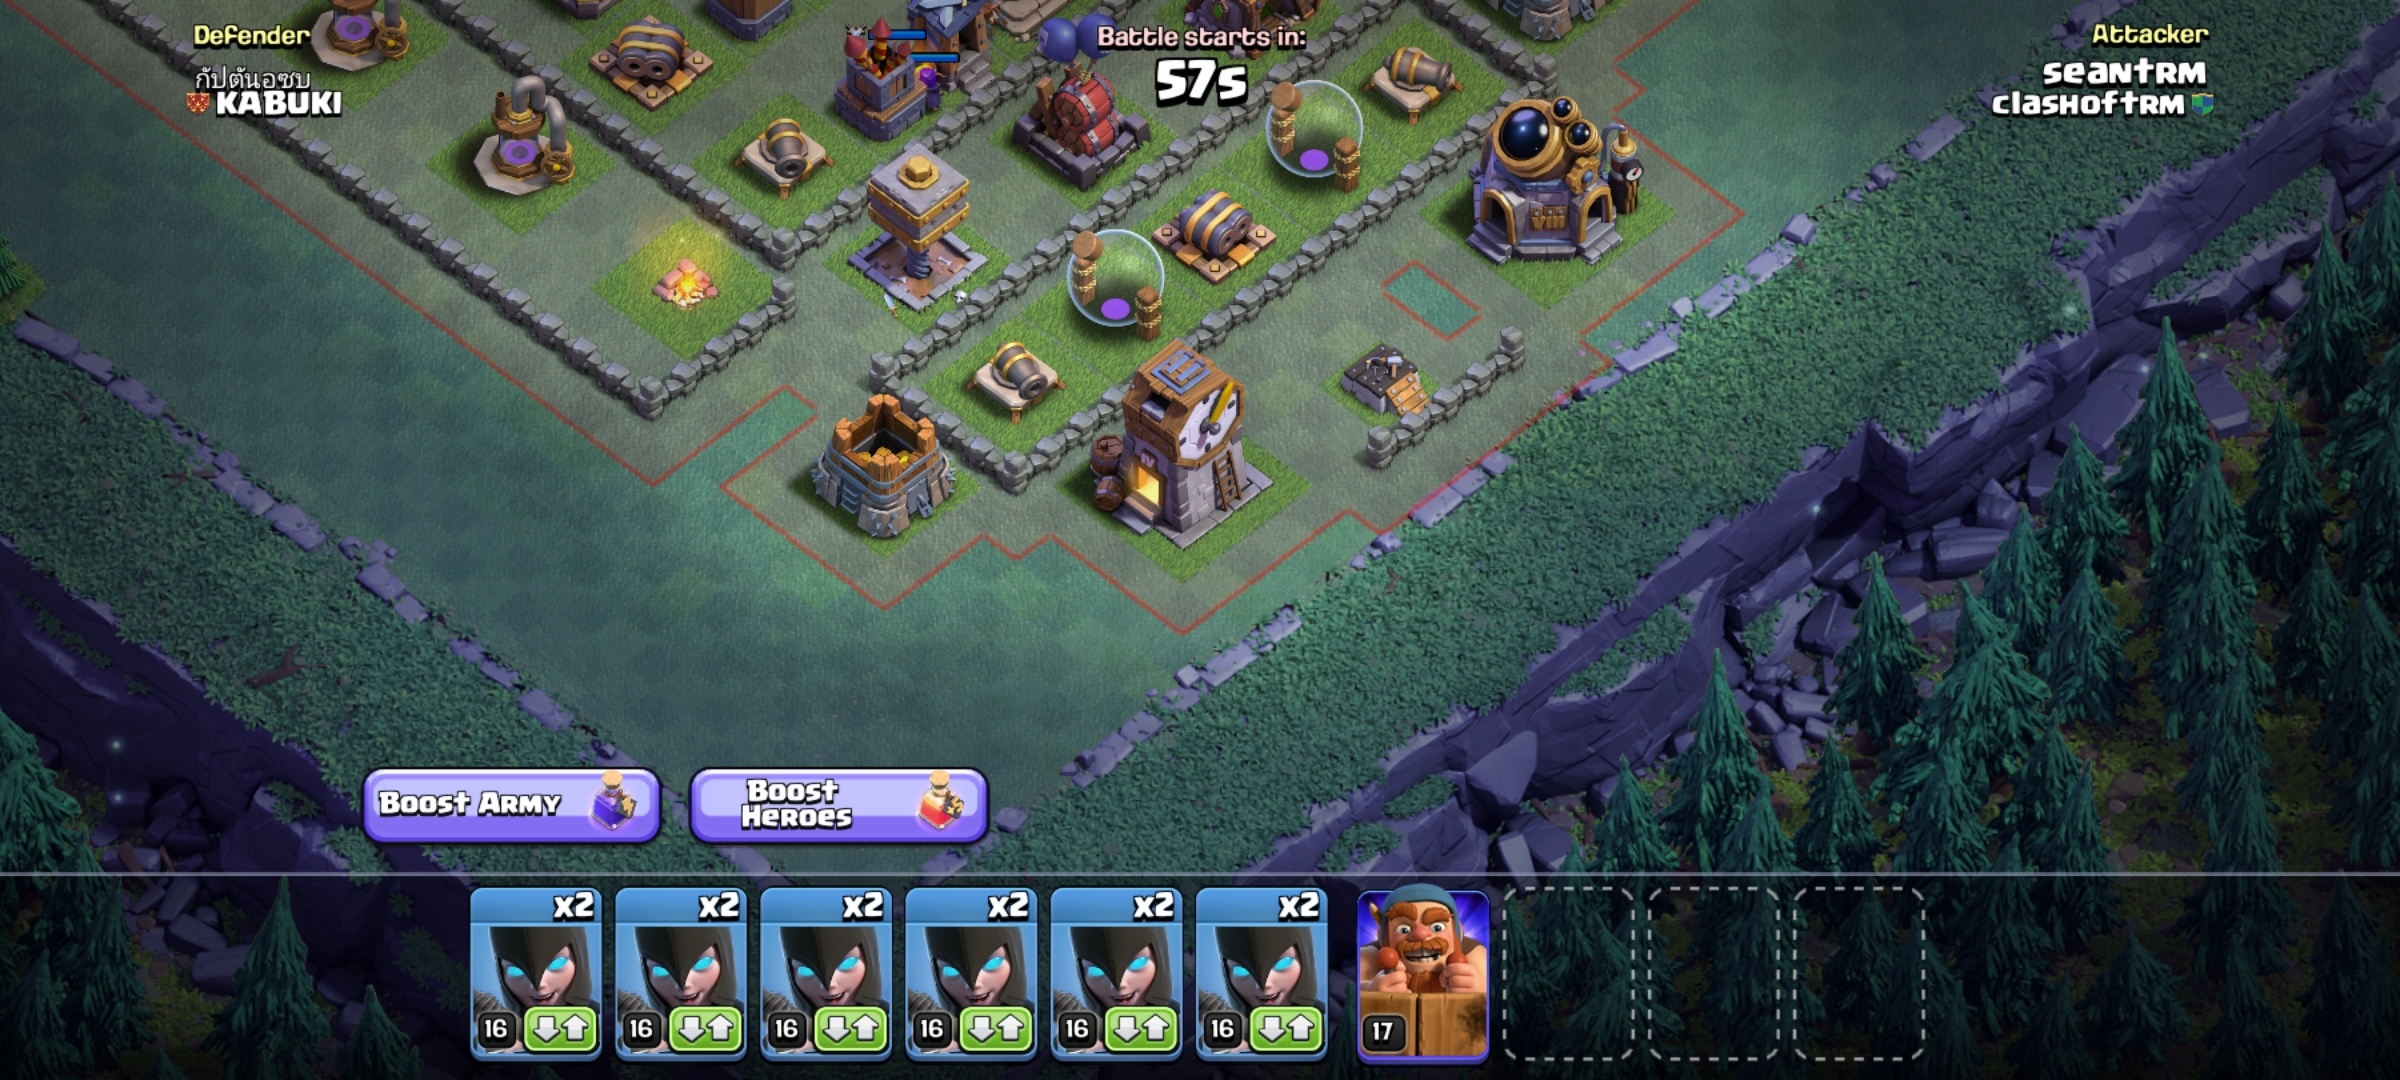 Defender
กัปตันอซบ
KABUKI
Battle starts in:
57s
Attacker
seantRM
clashoftRM
Boost Army
Boost
Heroes
x2
x2
x2
x2
x2
x2
16
16
16
16
16
16
17